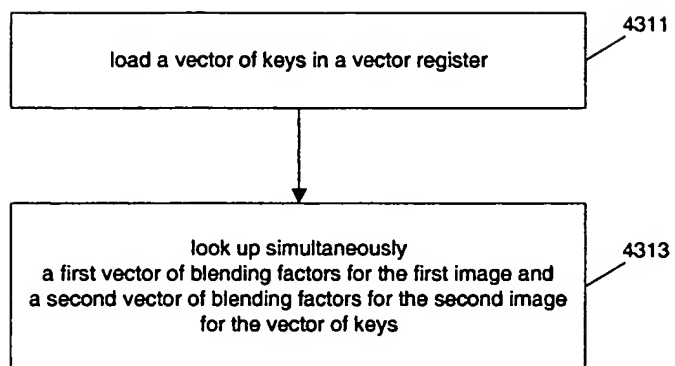 4311
load a vector of keys in a vector register
look up simultaneously
4313
a first vector of blending factors for the first image and
a second vector of blending factors for the second image
for the vector of keys